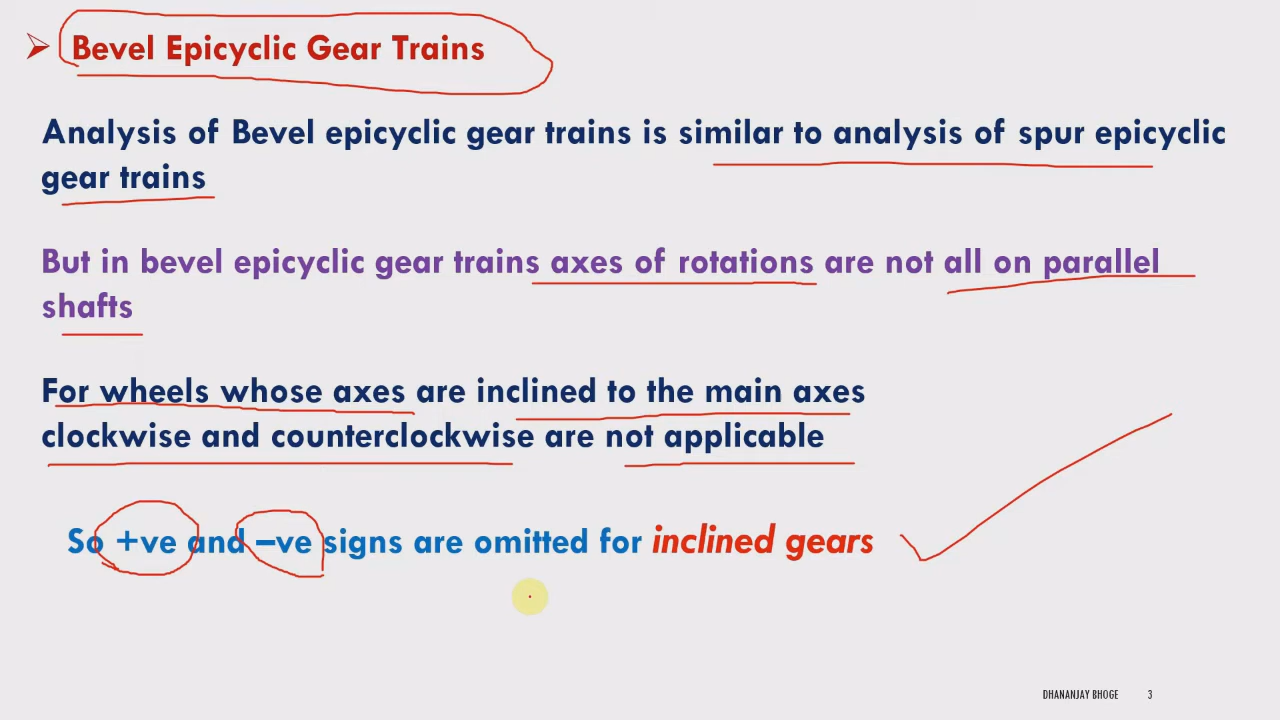 Bevel Epicyclic Gear Trains
Analysis of Bevel epicyclic gear trains is similar to analysis of spur epicyclic
gear trains
But in bevel epicyclic gear trains axes of rotations are not all on parallel
shafts
For wheels whose axes are inclined to the main axes
clockwise and counterclockwise are not applicable
So +ve and –ve signs are omitted for inclined gears
DHANANJAY BHOGE 3